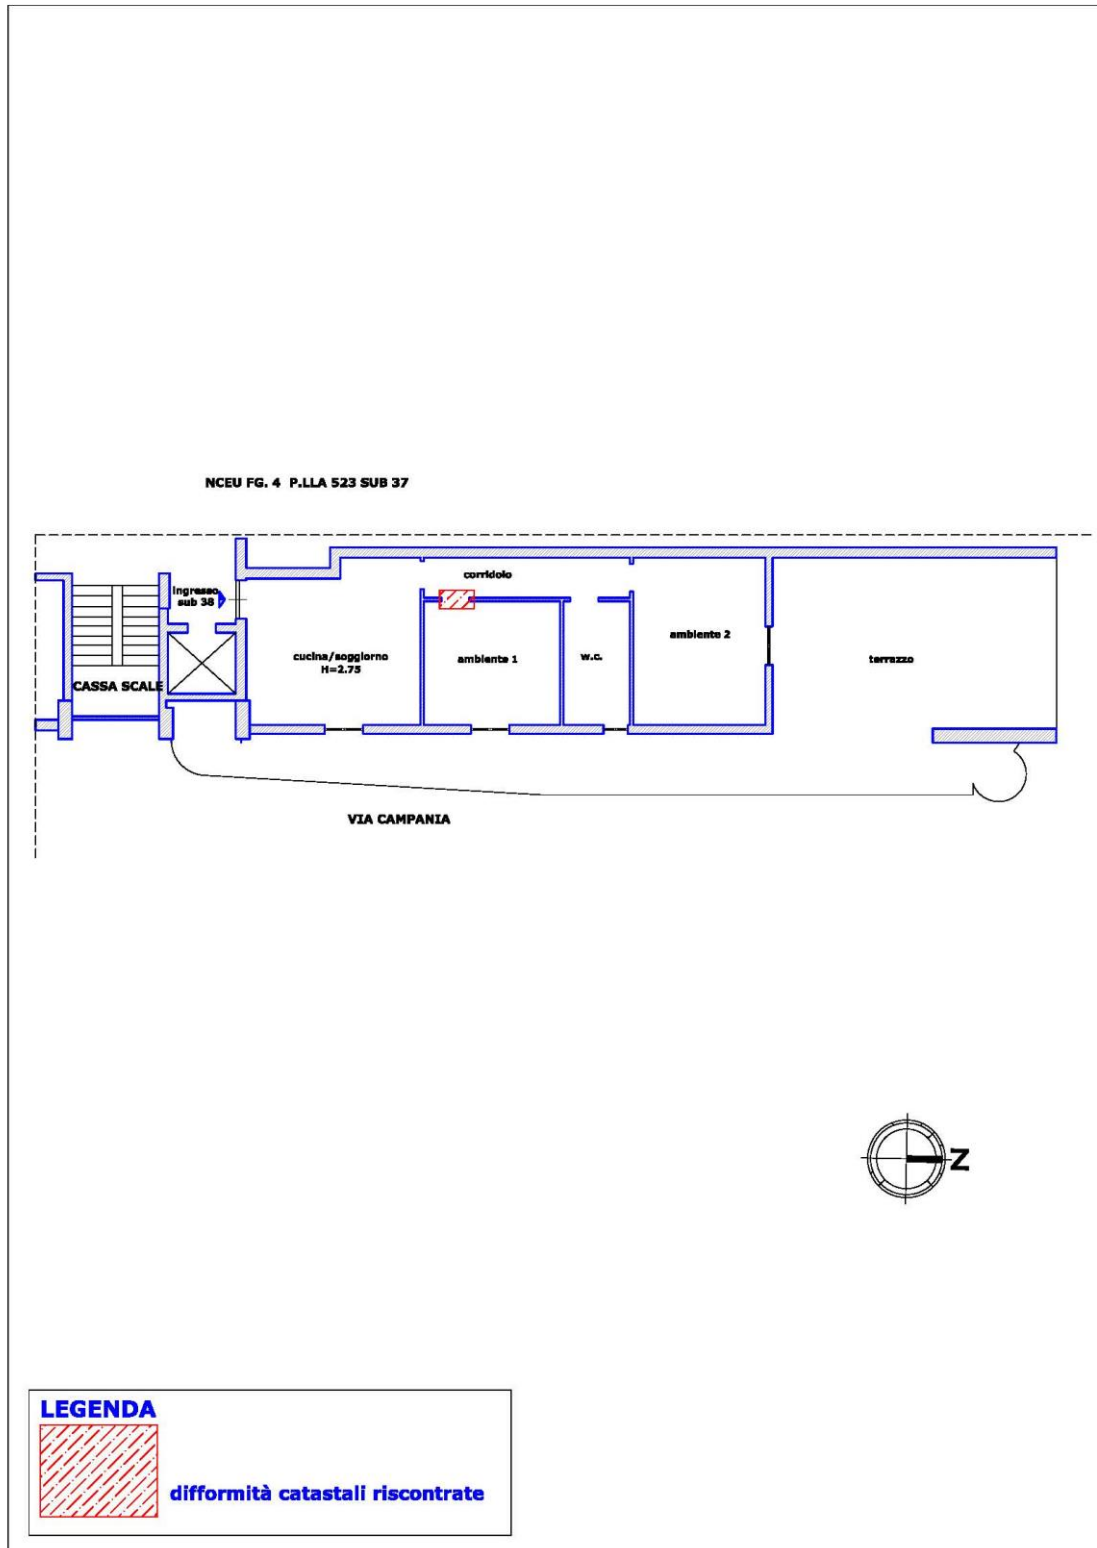 NCEU FG. 4 P.LLA 523 SUB 37
corridoio
ingresso
sub 38
ambiente 2
cucina/soggiorno
H=2.75
ambiente 1
w.c.
terrazzo
CASSA SCALE
VIA CAMPANIA
N
LEGENDA
difformità catastali riscontrate